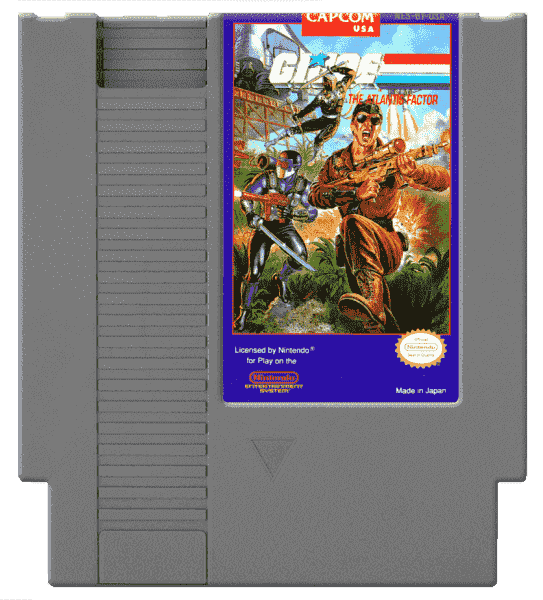 CAPCOM
USA
G.I. JOE
THE ATLANTIS FACTOR
Licensed by Nintendo®
for Play on the
Nintendo
ENTERTAINMENT
SYSTEM
Nintendo
Made in Japan